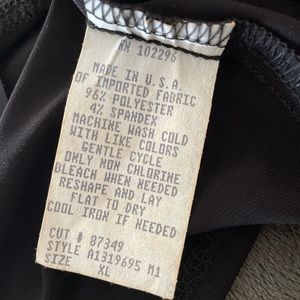 RN 102296
MADE IN U.S.A.
OF IMPORTED FABRIC
96% POLYESTER
4% SPANDEX
MACHINE WASH COLD
WITH LIKE COLORS
GENTLE CYCLE
ONLY NON CHLORINE
BLEACH WHEN NEEDED
RESHAPE AND LAY
FLAT TO DRY
COOL IRON IF NEEDED
CUT # 87349
STYLE A1319695 M1
SIZE XL